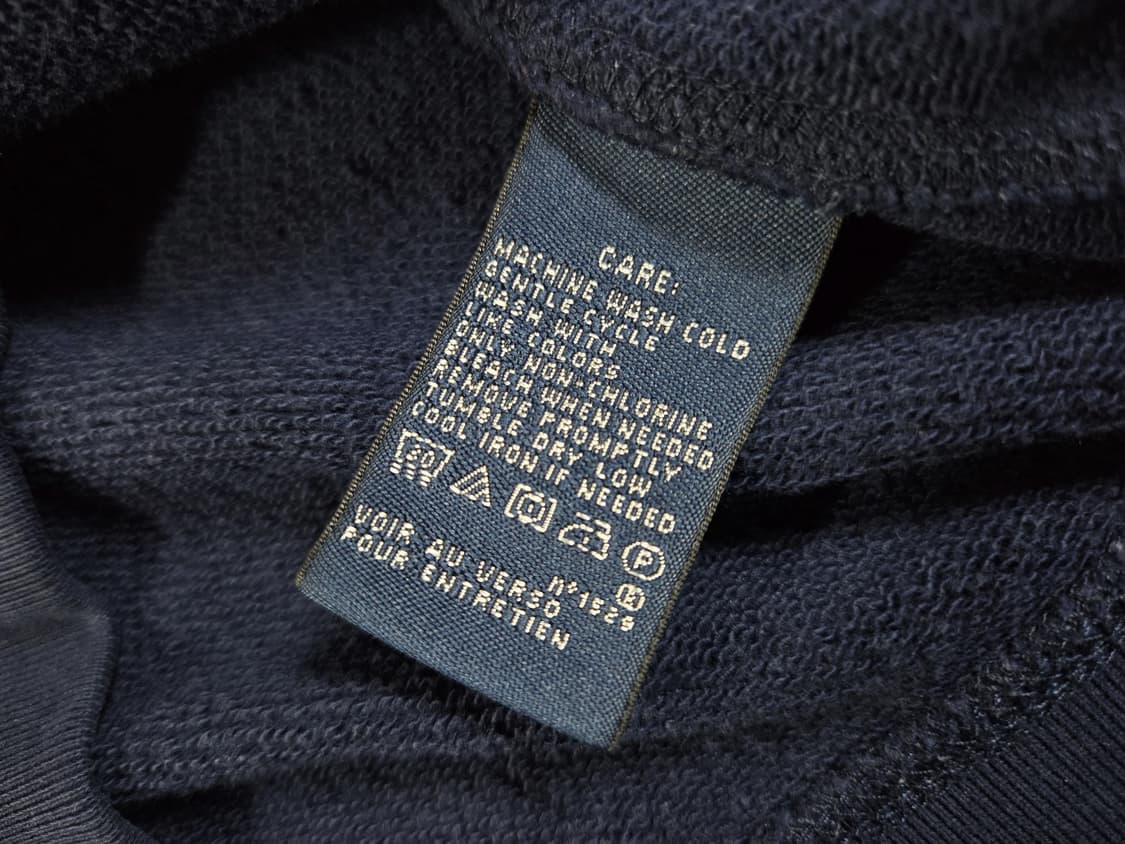 CARE:
MACHINE WASH COLD
GENTLE CYCLE
WASH WITH
LIKE COLORS
ONLY NON-CHLORINE
BLEACH WHEN NEEDED
REMOVE PROMPTLY
TUMBLE DRY LOW
COOL IRON IF NEEDED
30
P
K
VOIR AU VERSO nº1525
POUR ENTRETIEN